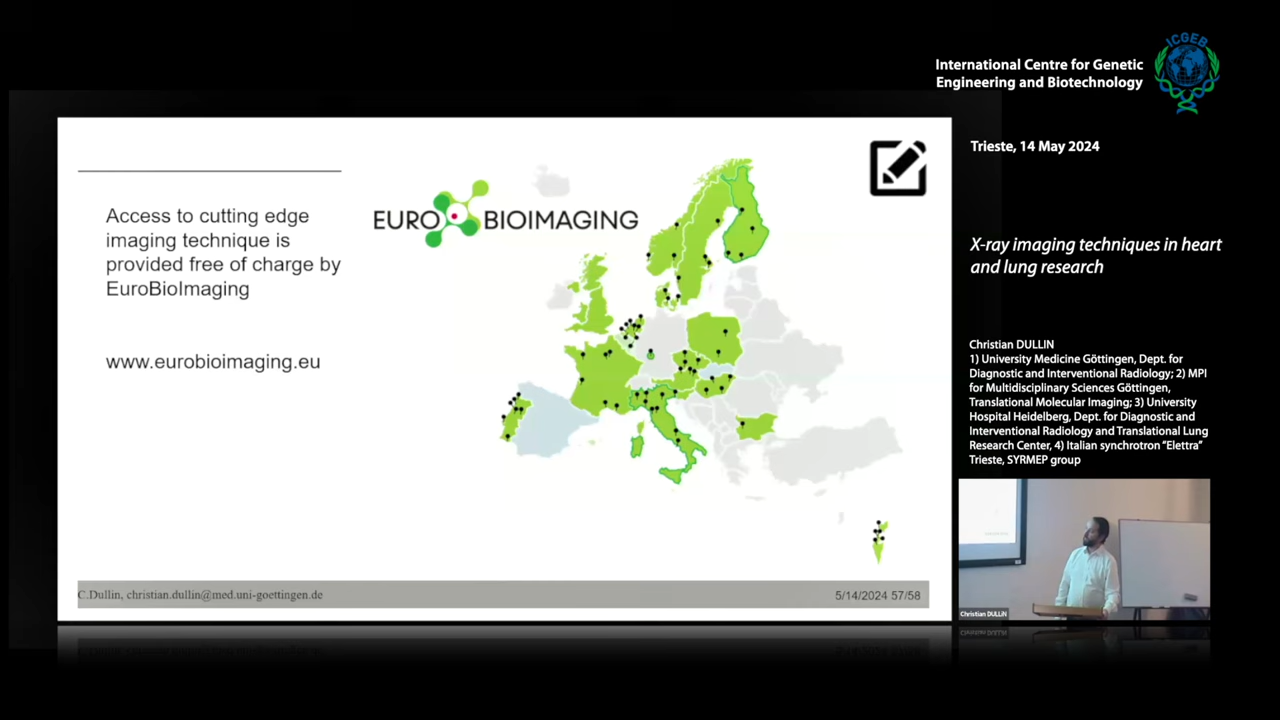 International Centre for Genetic
Engineering and Biotechnology
ICGEB
Trieste, 14 May 2024
X-ray imaging techniques in heart
and lung research
Christian DULLIN
1) University Medicine Göttingen, Dept. for
Diagnostic and Interventional Radiology; 2) MPI
for Multidisciplinary Sciences Göttingen,
Translational Molecular Imaging; 3) University
Hospital Heidelberg, Dept. for Diagnostic and
Interventional Radiology and Translational Lung
Research Center, 4) Italian synchrotron “Elettra”
Trieste, SYRMEP group
EURO BIOIMAGING
Access to cutting edge
imaging technique is
provided free of charge by
EuroBioImaging
www.eurobioimaging.eu
C.Dullin, christian.dullin@med.uni-goettingen.de
5/14/2024 57/58
Christian DULLIN